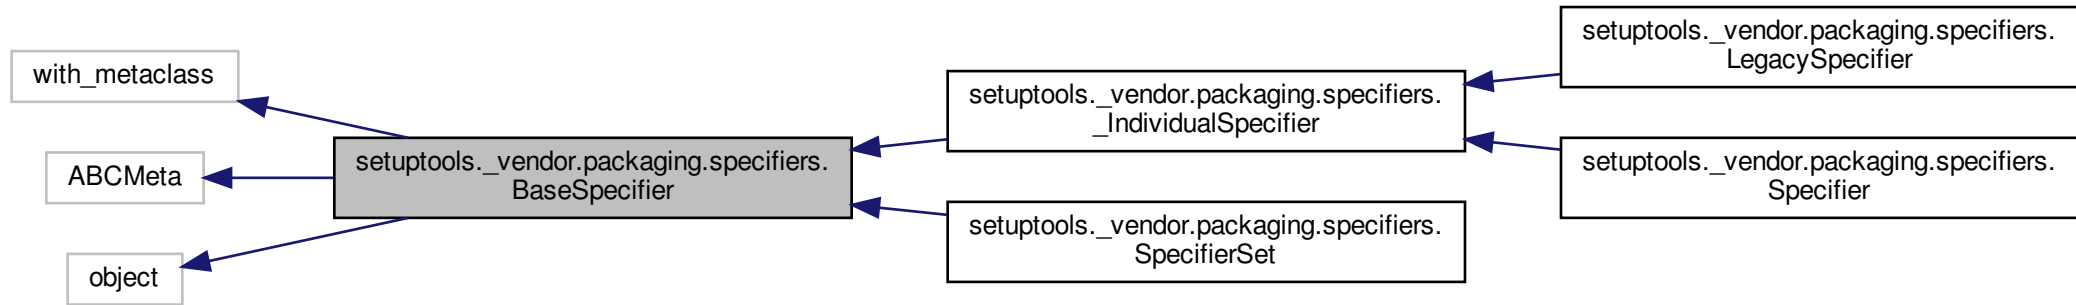 with_metaclass
ABCMeta
object
setuptools._vendor.packaging.specifiers.
BaseSpecifier
setuptools._vendor.packaging.specifiers.
_IndividualSpecifier
setuptools._vendor.packaging.specifiers.
SpecifierSet
setuptools._vendor.packaging.specifiers.
LegacySpecifier
setuptools._vendor.packaging.specifiers.
Specifier